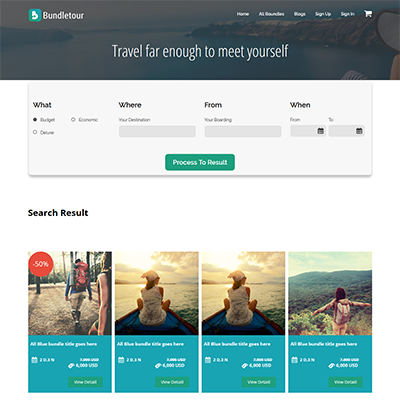 Bundletour
Home All Boundles Blogs Sign Up Sign In
Travel far enough to meet yourself
What Where From When
Budget Economic Your Destination Your Boarding From To
Deluxe
Process To Result
Search Result
-50%
All Blue bundle title goes here All Blue bundle title goes here All Blue bundle title goes here All Blue bundle title goes here
2 D,3 N 7,000 USD 2 D,3 N 7,000 USD 2 D,3 N 7,000 USD 2 D,3 N 7,000 USD
6,000 USD 6,000 USD 6,000 USD 6,000 USD
View Detail View Detail View Detail View Detail